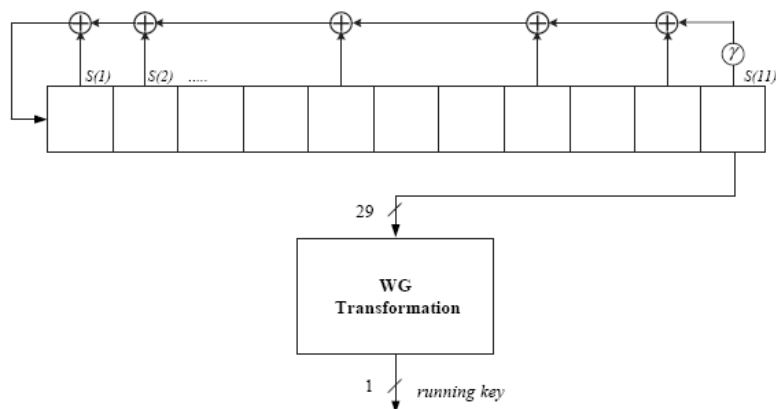 γ
S(1) S(2) ..... S(11)
29
WG
Transformation
1
running key